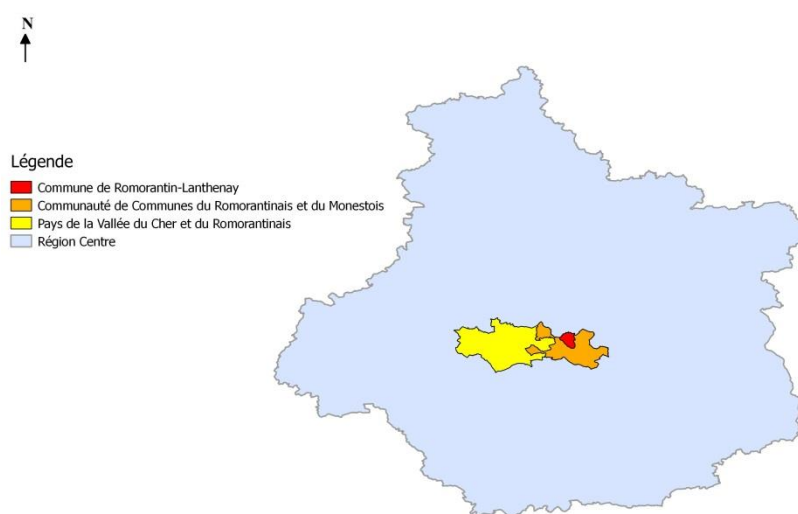 N
Légende
Commune de Romorantin-Lanthenay
Communauté de Communes du Romorantinais et du Monestois
Pays de la Vallée du Cher et du Romorantinais
Région Centre